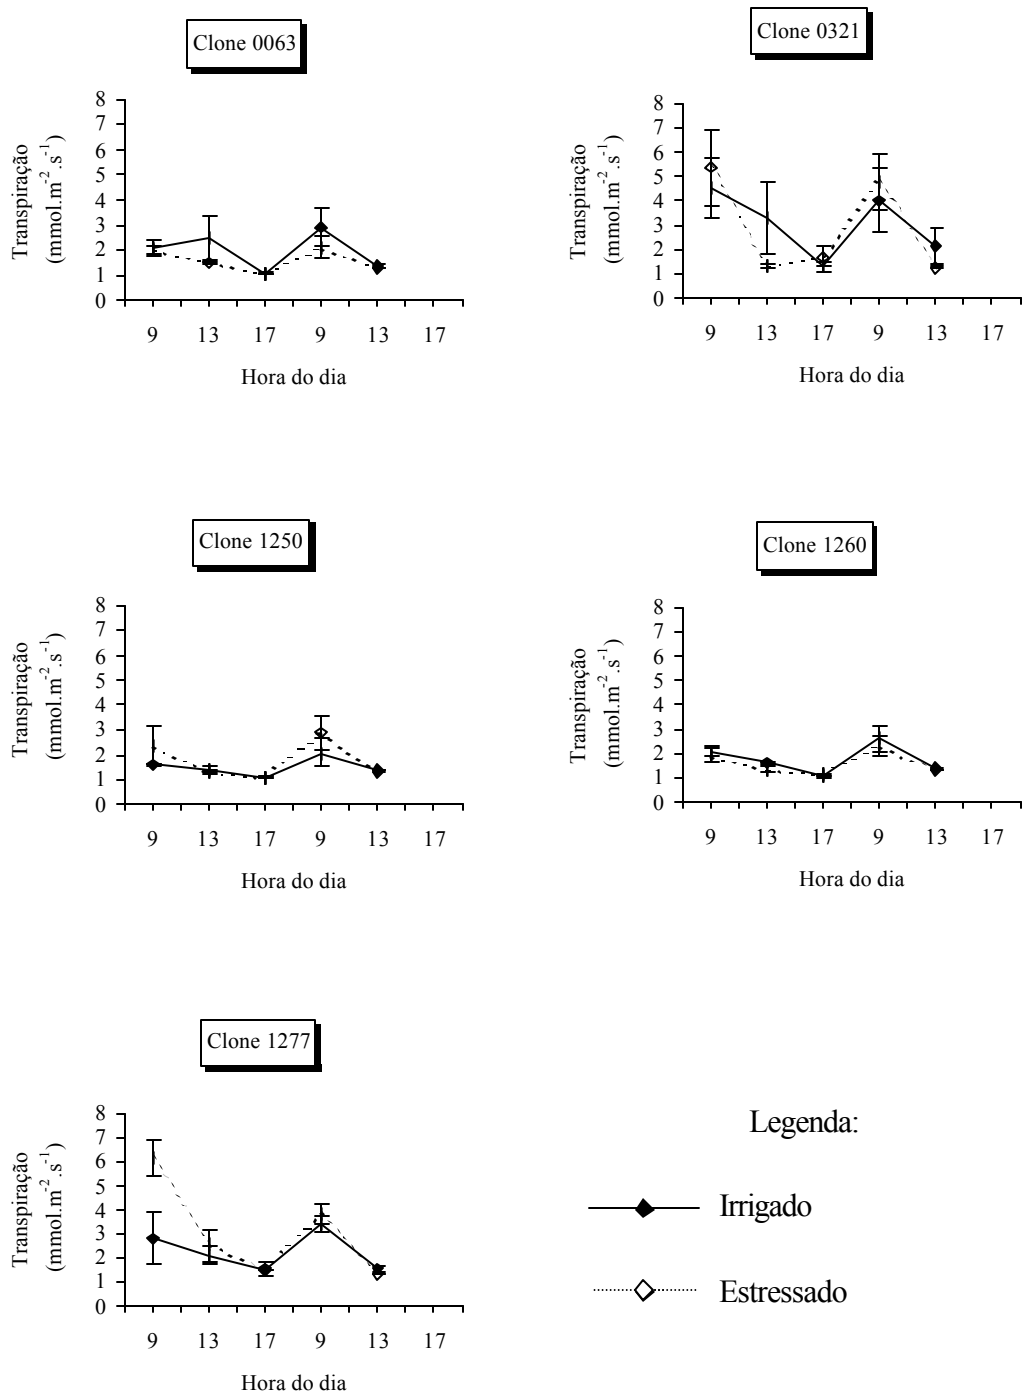 Clone 0063
Transpiração
(mmol.m⁻².s⁻¹)
8
7
6
5
4
3
2
1
0
9 13 17 9 13 17
Hora do dia
Clone 0321
Transpiração
(mmol.m⁻².s⁻¹)
8
7
6
5
4
3
2
1
0
9 13 17 9 13 17
Hora do dia
Clone 1250
Transpiração
(mmol.m⁻².s⁻¹)
8
7
6
5
4
3
2
1
0
9 13 17 9 13 17
Hora do dia
Clone 1260
Transpiração
(mmol.m⁻².s⁻¹)
8
7
6
5
4
3
2
1
0
9 13 17 9 13 17
Hora do dia
Clone 1277
Transpiração
(mmol.m⁻².s⁻¹)
8
7
6
5
4
3
2
1
0
9 13 17 9 13 17
Hora do dia
Legenda:
Irrigado
Estressado